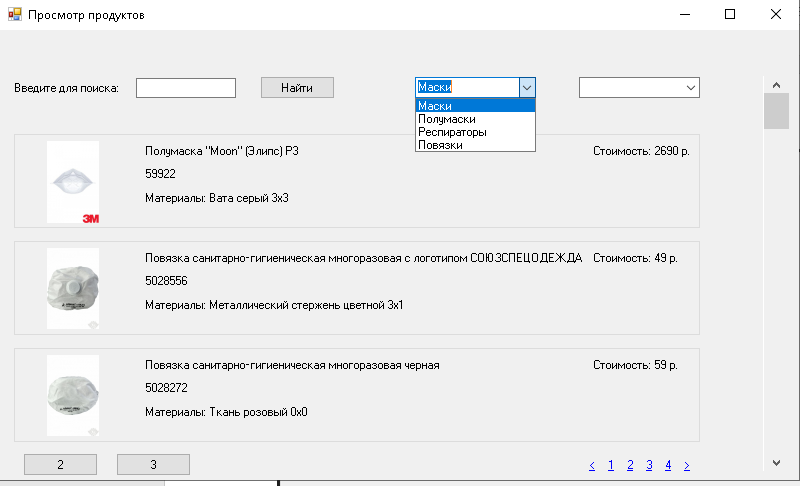 Просмотр продуктов
Введите для поиска:
Найти
Маски
Маски
Полумаски
Респираторы
Повязки
Полумаска "Moon" (Элипс) P3
Стоимость: 2690 р.
59922
Материалы: Вата серый 3x3
3M
Повязка санитарно-гигиеническая многоразовая с логотипом СОЮЗСПЕЦОДЕЖДА
Стоимость: 49 р.
5028556
Материалы: Металлический стержень цветной 3x1
Повязка санитарно-гигиеническая многоразовая черная
Стоимость: 59 р.
5028272
Материалы: Ткань розовый 0x0
2
3
< 1 2 3 4 >